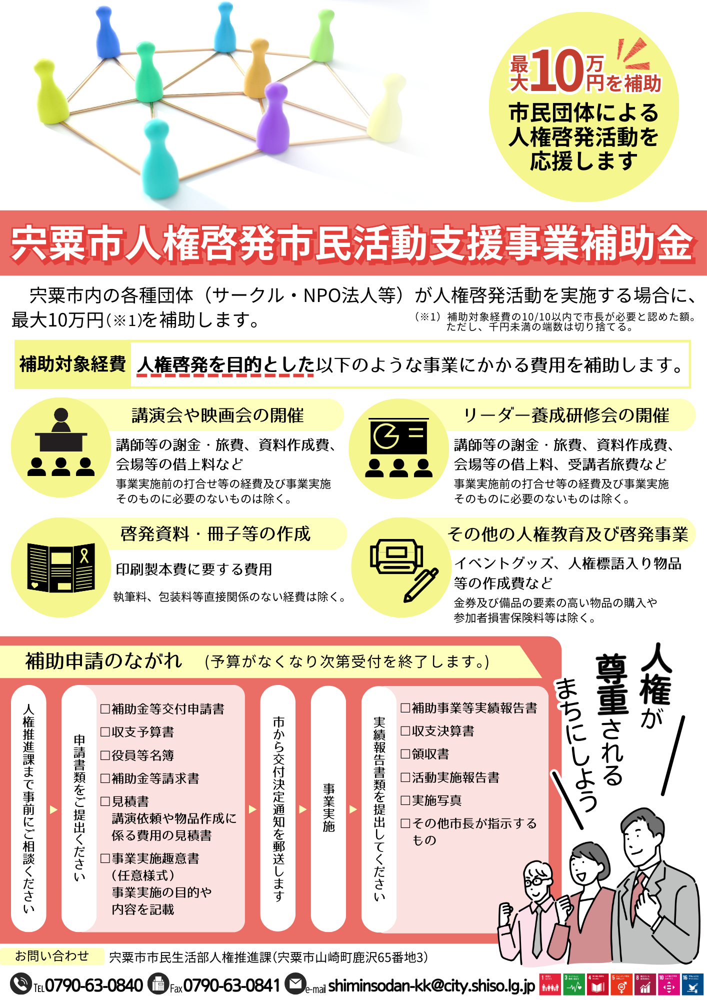 最大10万円を補助
市民団体による
人権啓発活動を
応援します
宍粟市人権啓発市民活動支援事業補助金
宍粟市内の各種団体（サークル・NPO法人等）が人権啓発活動を実施する場合に、
最大10万円(※1)を補助します。
（※1）補助対象経費の10/10以内で市長が必要と認めた額。
ただし、千円未満の端数は切り捨てる。
補助対象経費
人権啓発を目的とした以下のような事業にかかる費用を補助します。
講演会や映画会の開催
講師等の謝金・旅費、資料作成費、
会場等の借上料など
事業実施前の打合せ等の経費及び事業実施
そのものに必要のないものは除く。
リーダー養成研修会の開催
講師等の謝金・旅費、資料作成費、
会場等の借上料、受講者旅費など
事業実施前の打合せ等の経費及び事業実施
そのものに必要のないものは除く。
啓発資料・冊子等の作成
印刷製本費に要する費用
執筆料、包装料等直接関係のない経費は除く。
その他の人権教育及び啓発事業
イベントグッズ、人権標語入り物品
等の作成費など
金券及び備品の要素の高い物品の購入や
参加者損害保険料等は除く。
補助申請のながれ (予算がなくなり次第受付を終了します。)
人権推進課まで事前にご相談ください
申請書類をご提出ください
□補助金等交付申請書
□収支予算書
□役員等名簿
□補助金等請求書
□見積書
講演依頼や物品作成に
係る費用の見積書
□事業実施趣意書
（任意様式）
事業実施の目的や
内容を記載
市から交付決定通知を郵送します
事業実施
実績報告書類を提出してください
□補助事業等実績報告書
□収支決算書
□領収書
□活動実施報告書
□実施写真
□その他市長が指示する
もの
人権が
尊重される
まちにしよう
お問い合わせ
宍粟市市民生活部人権推進課(宍粟市山崎町鹿沢65番地3)
TEL 0790-63-0840
Fax 0790-63-0841
e-mail shiminsodan-kk@city.shiso.lg.jp
1
3
4
5
8
10
16